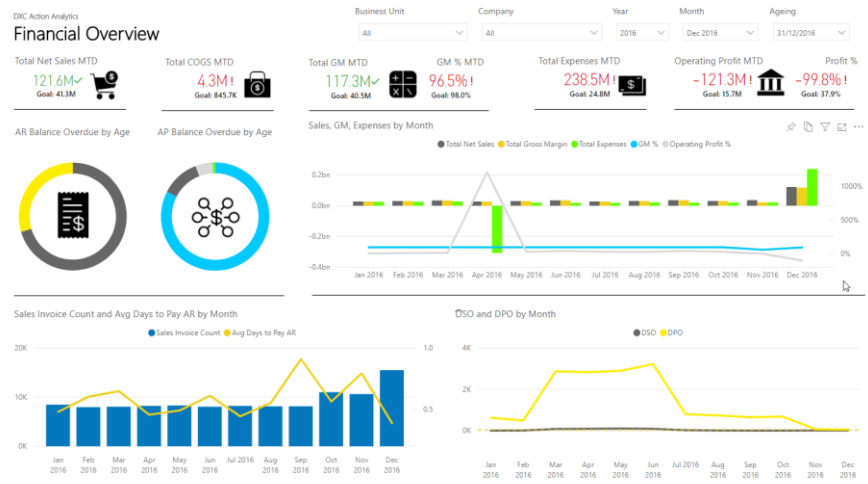 DXC Action Analytics
Financial Overview
Business Unit
All
Company
All
Year
2016
Month
Dec 2016
Ageing
31/12/2016
Total Net Sales MTD
121.6M
Goal: 41.3M
Total COGS MTD
4.3M !
Goal: 845.7K
Total GM MTD
117.3M
Goal: 40.5M
GM % MTD
96.5% !
Goal: 98.0%
Total Expenses MTD
238.5M !
Goal: 24.8M
Operating Profit MTD
-121.3M !
Goal: 15.7M
Profit %
-99.8% !
Goal: 37.9%
AR Balance Overdue by Age
AP Balance Overdue by Age
Sales, GM, Expenses by Month
Total Net Sales Total Gross Margin Total Expenses GM % Operating Profit %
0.2bn
0.0bn
-0.2bn
-0.4bn
1000%
500%
0%
Jan 2016 Feb 2016 Mar 2016 Apr 2016 May 2016 Jun 2016 Jul 2016 Aug 2016 Sep 2016 Oct 2016 Nov 2016 Dec 2016
Sales Invoice Count and Avg Days to Pay AR by Month
Sales Invoice Count Avg Days to Pay AR
20K
10K
0K
1.0
0.5
Jan 2016 Feb 2016 Mar 2016 Apr 2016 May 2016 Jun 2016 Jul 2016 Aug 2016 Sep 2016 Oct 2016 Nov 2016 Dec 2016
DSO and DPO by Month
DSO DPO
4K
2K
0K
Jan 2016 Feb 2016 Mar 2016 Apr 2016 May 2016 Jun 2016 Jul 2016 Aug 2016 Sep 2016 Oct 2016 Nov 2016 Dec 2016